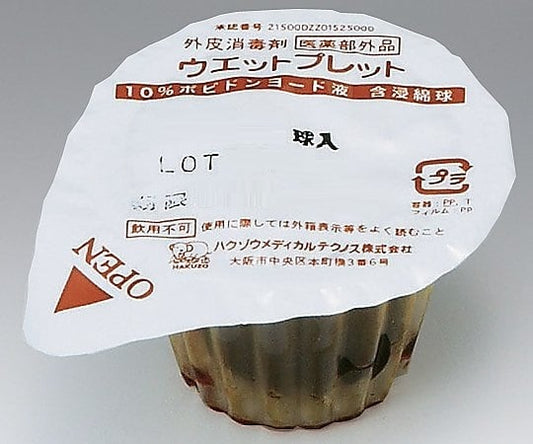 承認番号 21500DZZ01525000
外皮消毒剤 医薬部外品
ウエットプレット
10%ポビドンヨード液 含浸綿球
球入
LOT
期限
プラ
容器：PP, T
フィルム：PP
飲用不可 使用に際しては外箱表示等をよく読むこと
HAKUZO
ハクゾウメディカルテクノス株式会社
大阪市中央区本町橋3番6号
OPEN